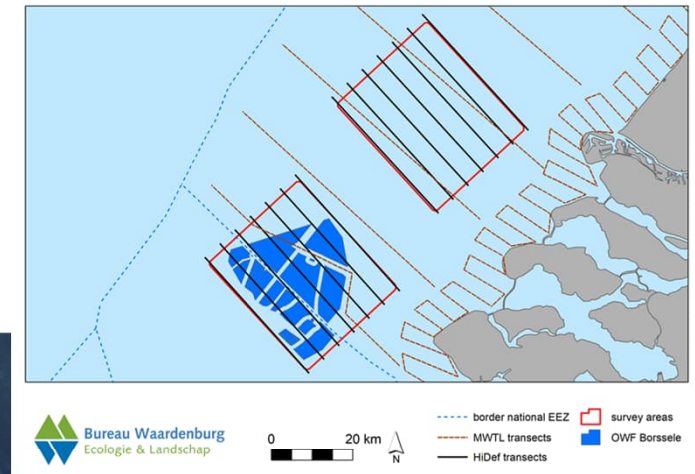 Bureau Waardenburg
Ecologie & Landschap
0 20 km
N
border national EEZ
MWTL transects
HiDef transects
survey areas
OWF Borssele